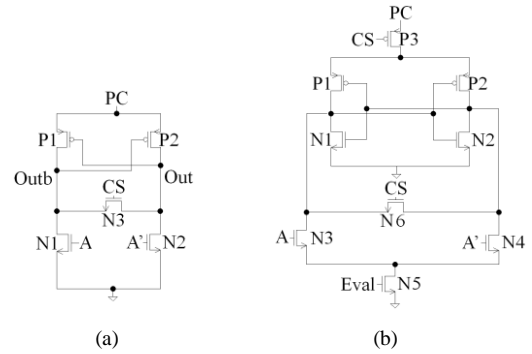 PC
P1
P2
Outb
Out
CS
N3
N1
A
A'
N2
(a)
PC
CS
P3
P1
P2
N1
N2
CS
N6
A
N3
A'
N4
Eval
N5
(b)